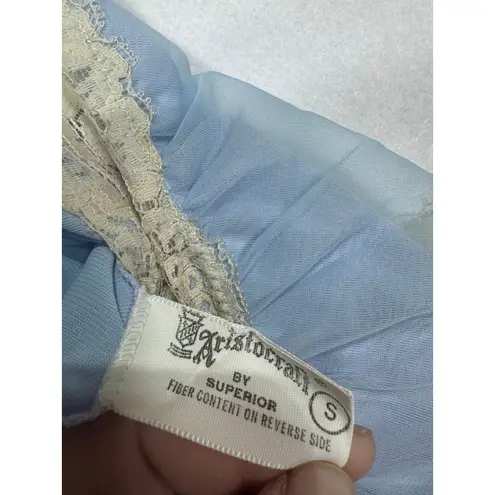 Aristocraft
BY
SUPERIOR
S
FIBER CONTENT ON REVERSE SIDE